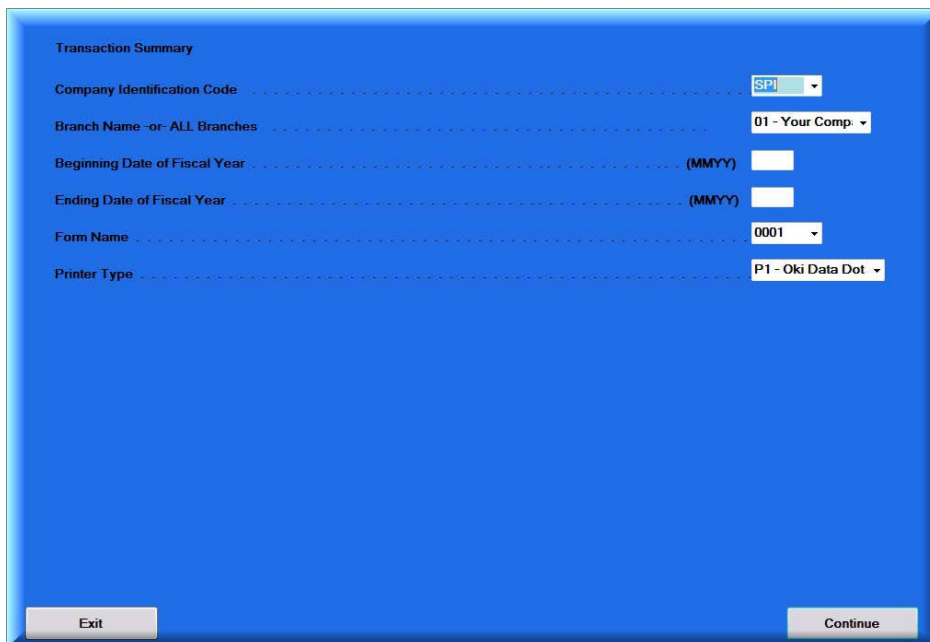 Transaction Summary
Company Identification Code . . . . . . . . . . . . . . . . . . . . . . . . . . . . . . . . . . . . . . . . . . . . . . . . . . SPI
Branch Name -or- ALL Branches . . . . . . . . . . . . . . . . . . . . . . . . . . . . . . . . . . . . . . . . . . . . 01 - Your Comp
Beginning Date of Fiscal Year . . . . . . . . . . . . . . . . . . . . . . . . . . . . . . . . . . . . . . . . . . . (MMYY)
Ending Date of Fiscal Year . . . . . . . . . . . . . . . . . . . . . . . . . . . . . . . . . . . . . . . . . . . . . (MMYY)
Form Name . . . . . . . . . . . . . . . . . . . . . . . . . . . . . . . . . . . . . . . . . . . . . . . . . . . . . . . . . . . . . 0001
Printer Type . . . . . . . . . . . . . . . . . . . . . . . . . . . . . . . . . . . . . . . . . . . . . . . . . . . . . . . . . . . . . P1 - Oki Data Dot
Exit Continue